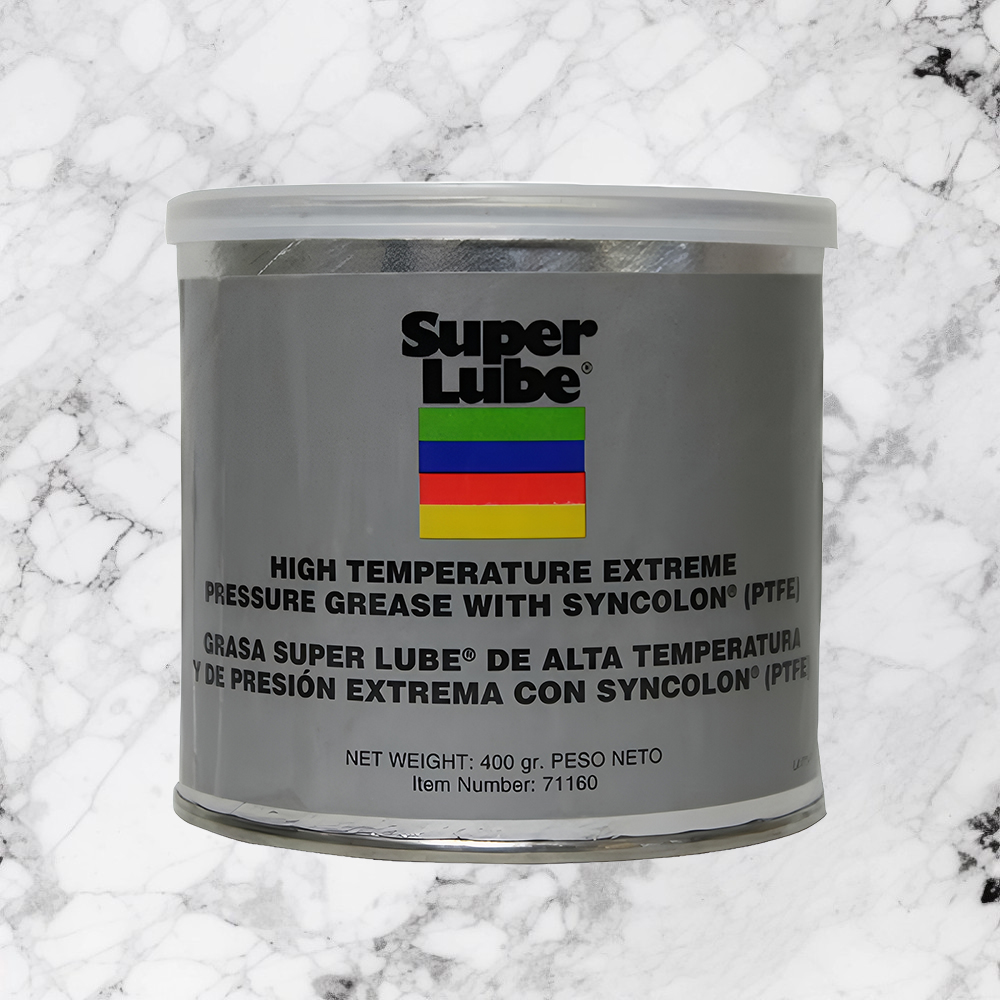 Super
Lube®
HIGH TEMPERATURE EXTREME
PRESSURE GREASE WITH SYNCOLON® (PTFE)
GRASA SUPER LUBE® DE ALTA TEMPERATURA
Y DE PRESIÓN EXTREMA CON SYNCOLON® (PTFE)
NET WEIGHT: 400 gr. PESO NETO
Item Number: 71160